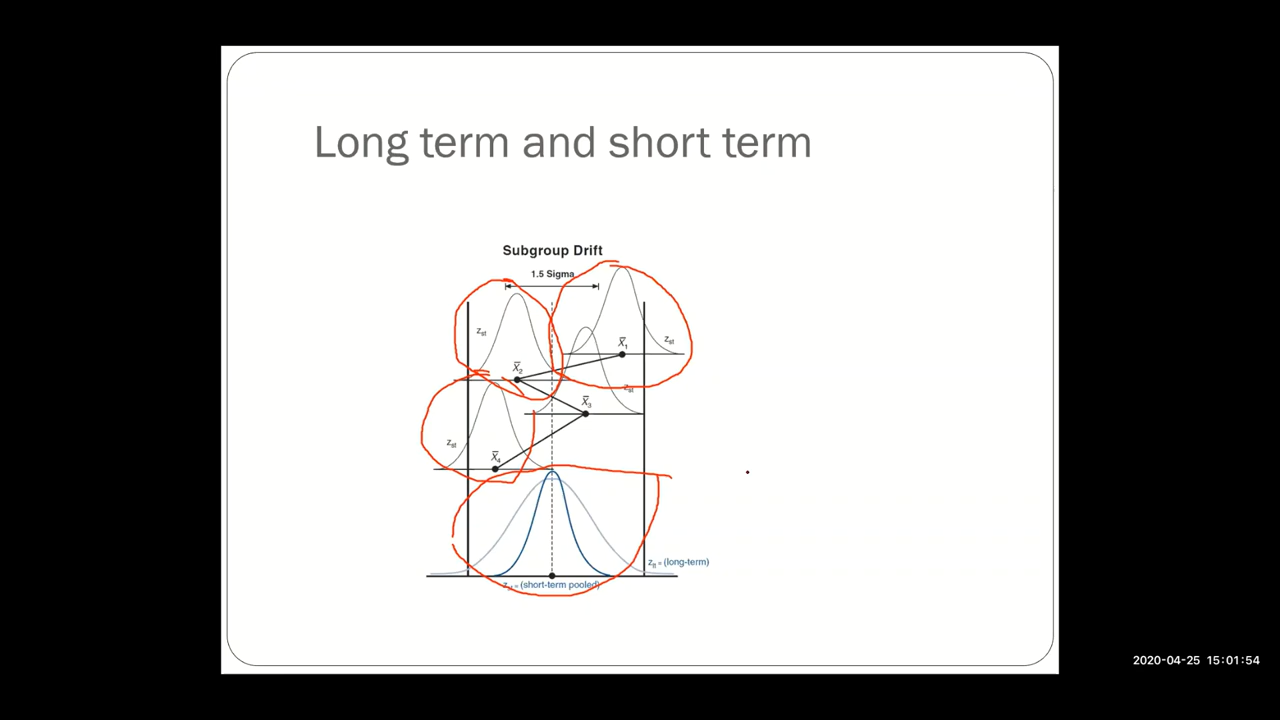 Long term and short term
Subgroup Drift
1.5 Sigma
zst
X̄1
zst
X̄2
zst
X̄3
zst
X̄4
zlt = (long-term)
zst = (short-term pooled)
2020-04-25 15:01:54